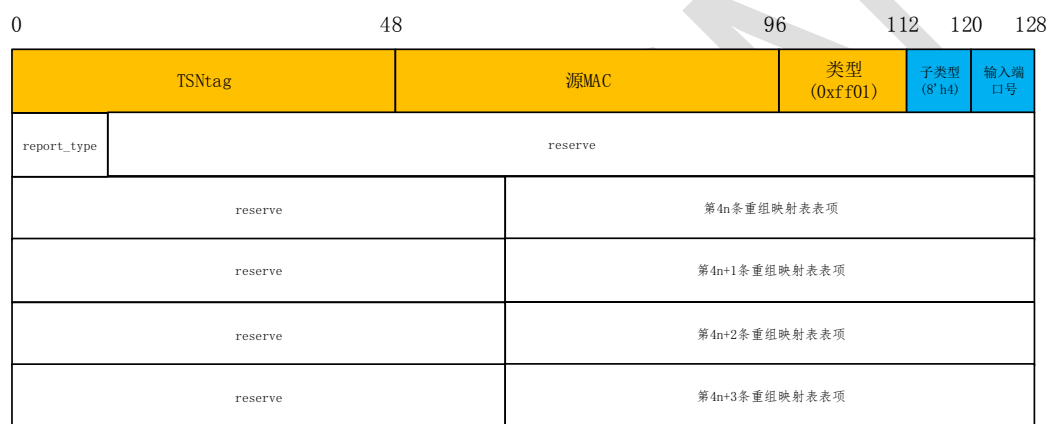 0 48 96 112 120 128
TSNtag 源MAC 类型 子类型 输入端
(0xff01) (8'h4) 口号
report_type reserve
reserve 第4n条重组映射表表项
reserve 第4n+1条重组映射表表项
reserve 第4n+2条重组映射表表项
reserve 第4n+3条重组映射表表项